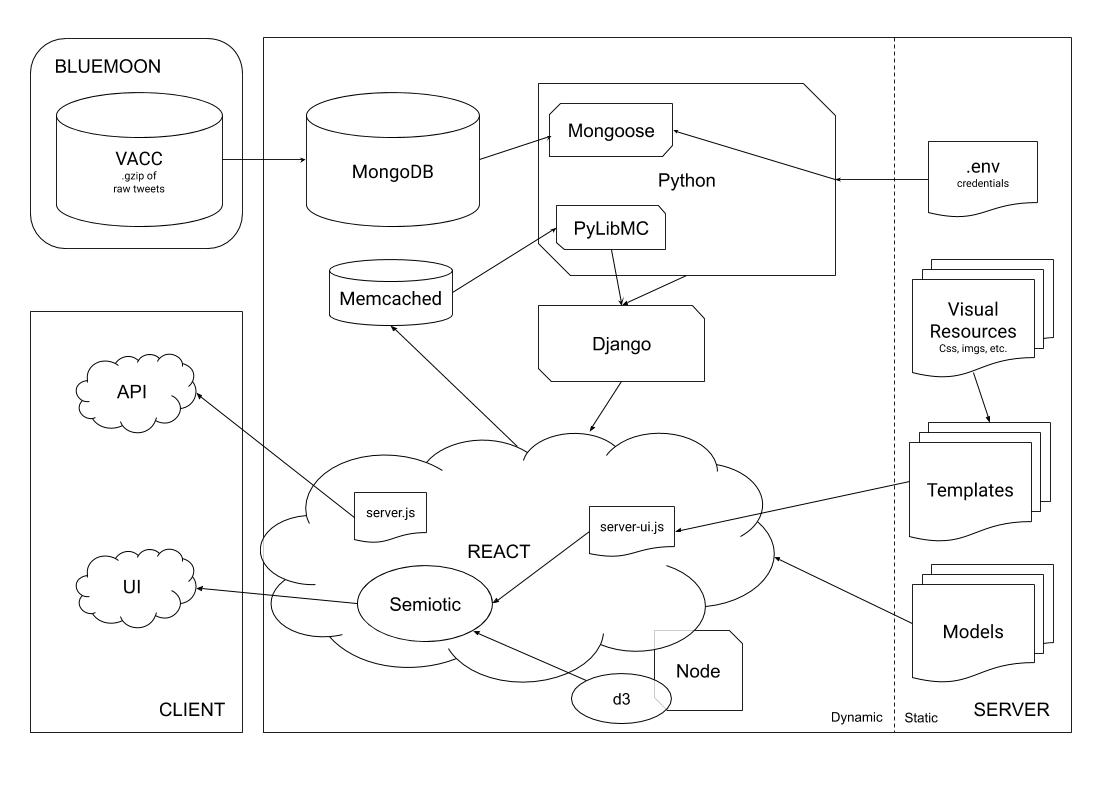 BLUEMOON
VACC
.gzip of
raw tweets
MongoDB
Mongoose
Python
.env
credentials
PyLibMC
Memcached
Django
Visual
Resources
Css, imgs, etc.
API
Templates
server.js
server-ui.js
REACT
UI
Semiotic
Models
Node
d3
CLIENT
Dynamic
Static
SERVER